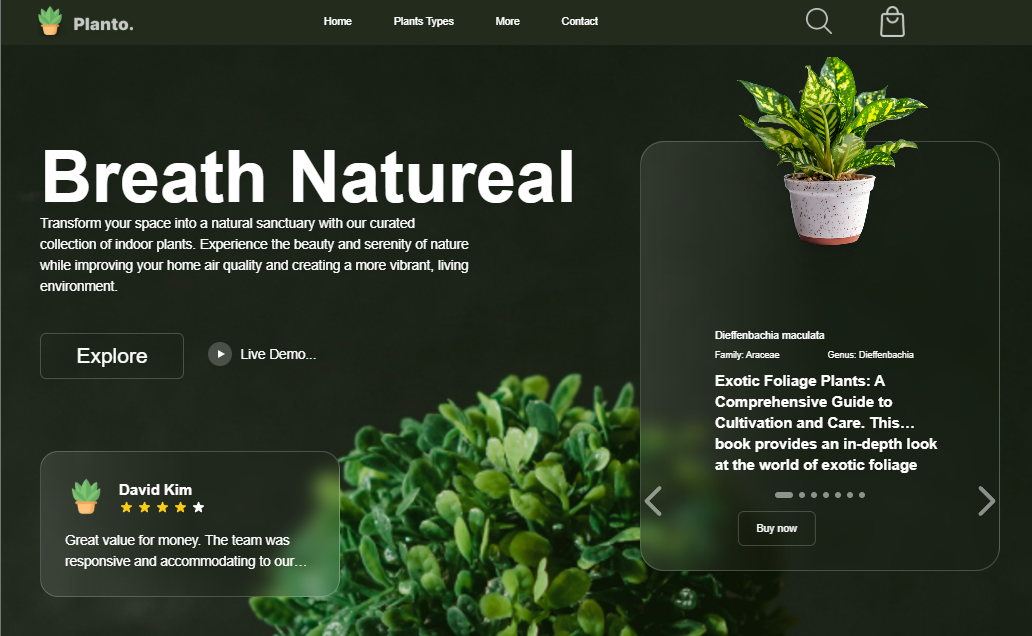 Planto.
Home
Plants Types
More
Contact
Breath Natureal
Transform your space into a natural sanctuary with our curated
collection of indoor plants. Experience the beauty and serenity of nature
while improving your home air quality and creating a more vibrant, living
environment.
Explore
Live Demo...
David Kim
Great value for money. The team was
responsive and accommodating to our...
Dieffenbachia maculata
Family: Araceae
Genus: Dieffenbachia
Exotic Foliage Plants: A
Comprehensive Guide to
Cultivation and Care. This...
book provides an in-depth look
at the world of exotic foliage
Buy now